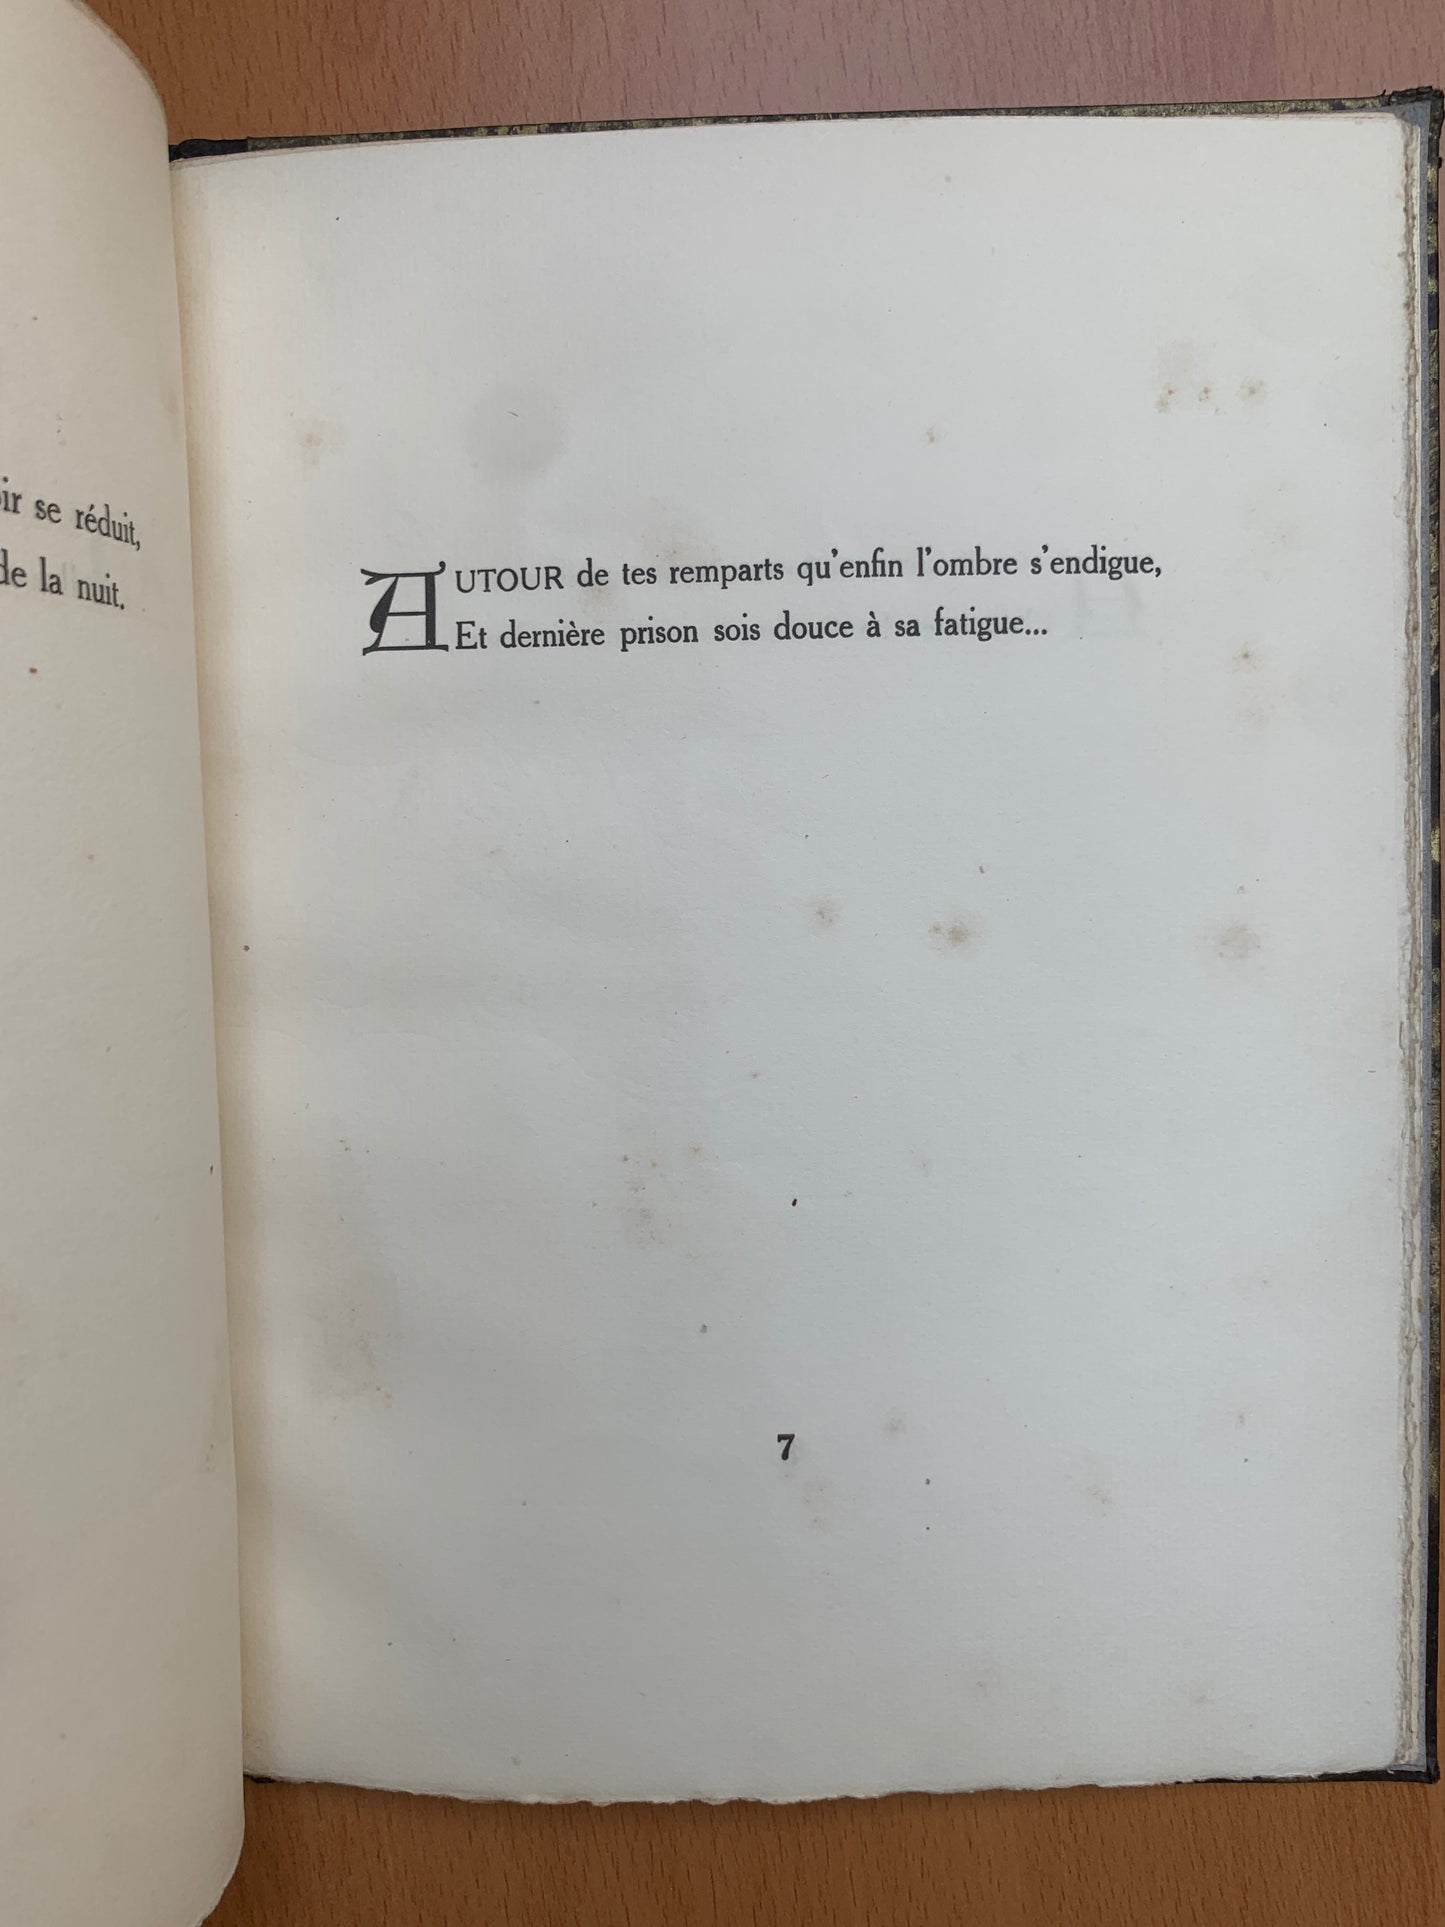 se réduit,
de la nuit.
AUTOUR de tes remparts qu'enfin l'ombre s'endigue,
Et dernière prison sois douce à sa fatigue...
7